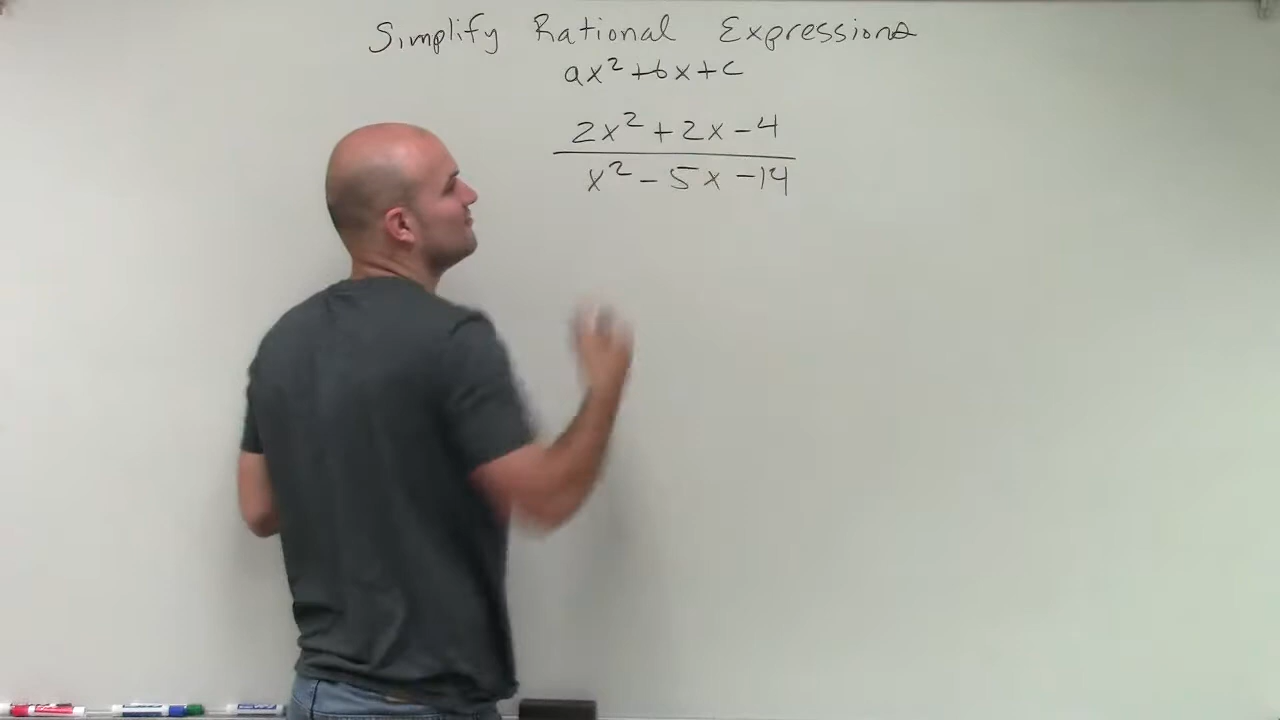 Simplify Rational Expressions
ax² + bx + c
2x² + 2x - 4
x² - 5x - 14